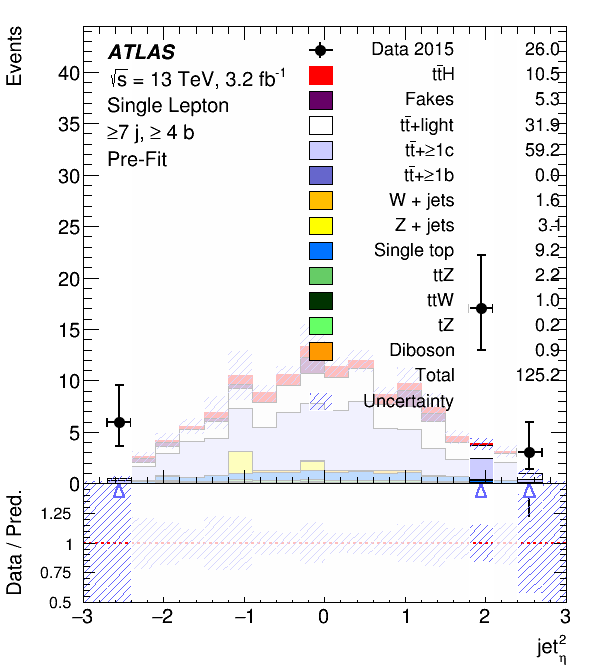 Events
ATLAS
√s = 13 TeV, 3.2 fb⁻¹
Single Lepton
≥7 j, ≥ 4 b
Pre-Fit
Data 2015 26.0
tt̄H 10.5
Fakes 5.3
tt̄+light 31.9
tt̄+≥1c 59.2
tt̄+≥1b 0.0
W + jets 1.6
Z + jets 3.1
Single top 9.2
ttZ 2.2
ttW 1.0
tZ 0.2
Diboson 0.9
Total 125.2
Uncertainty
40
35
30
25
20
15
10
5
0
Data / Pred.
1.25
1
0.75
0.5
−3 −2 −1 0 1 2 3
jet²η